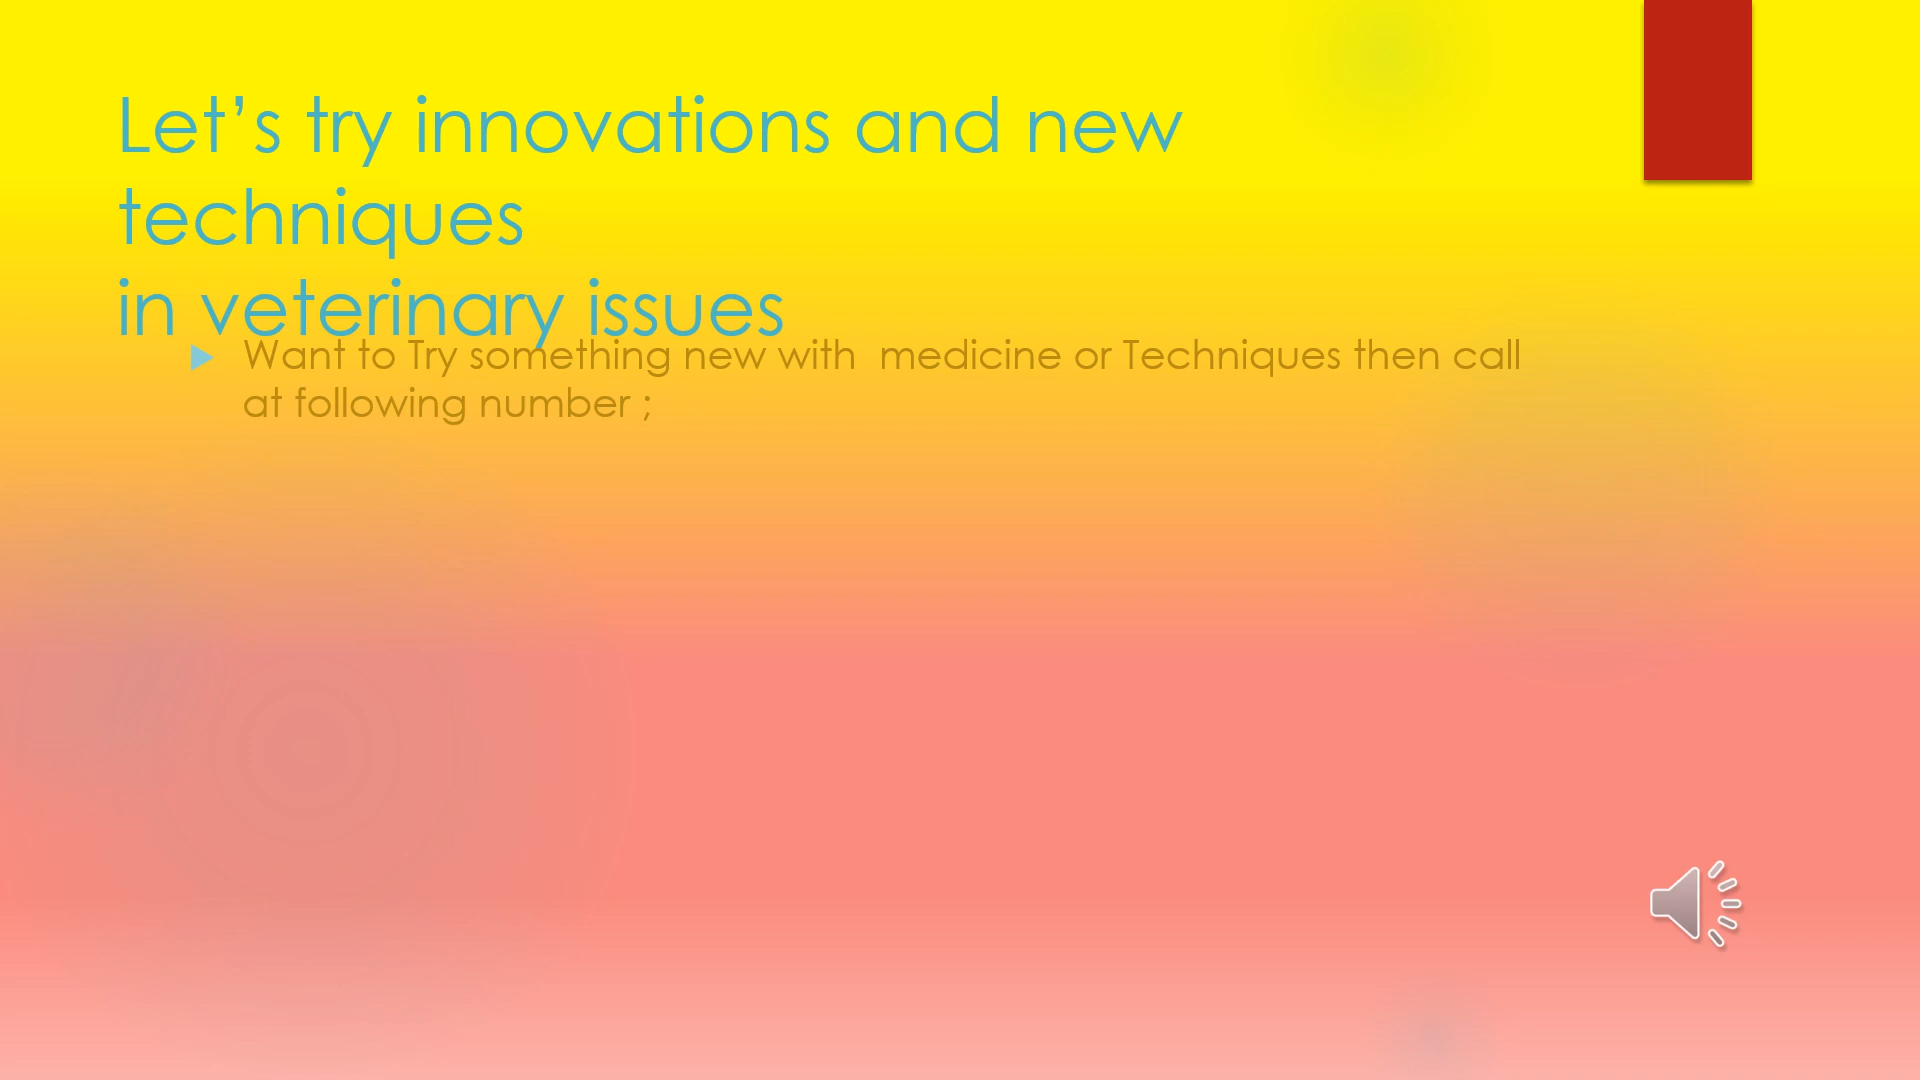 Let’s try innovations and new
techniques
in veterinary issues
Want to Try something new with  medicine or Techniques then call
at following number ;